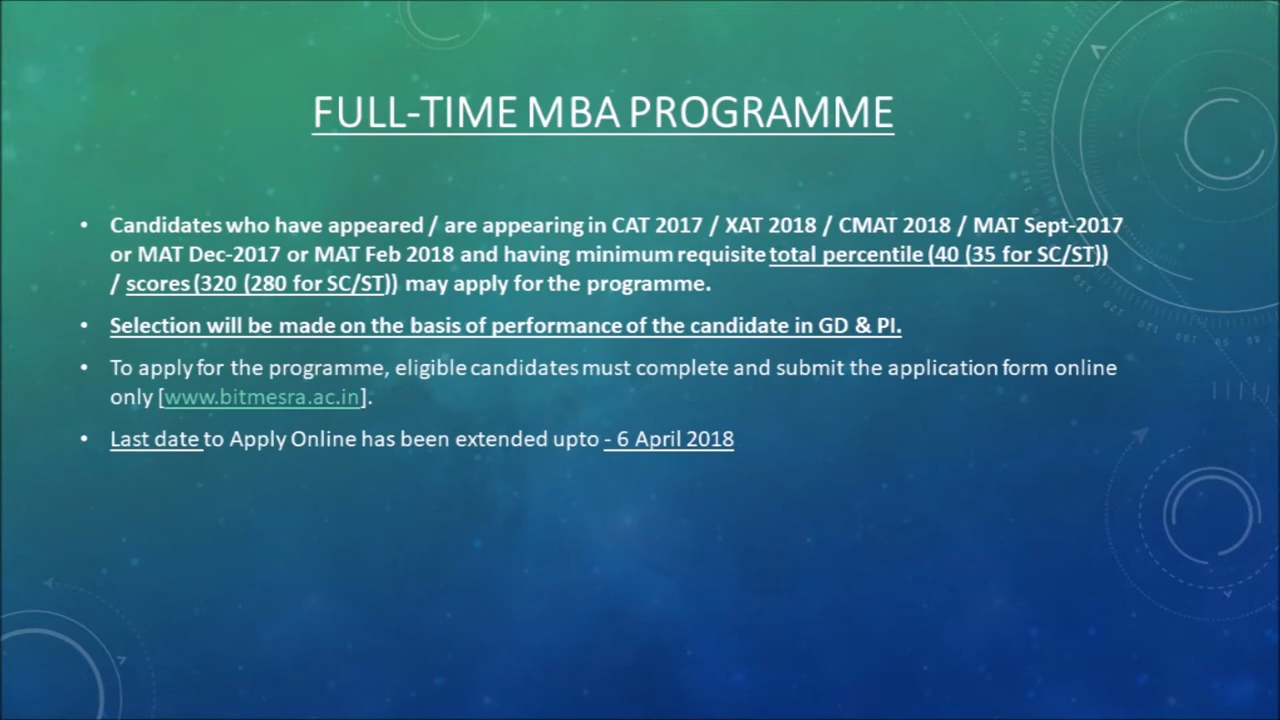 FULL-TIME MBA PROGRAMME
• Candidates who have appeared / are appearing in CAT 2017 / XAT 2018 / CMAT 2018 / MAT Sept-2017
or MAT Dec-2017 or MAT Feb 2018 and having minimum requisite total percentile (40 (35 for SC/ST))
/ scores (320 (280 for SC/ST)) may apply for the programme.
• Selection will be made on the basis of performance of the candidate in GD & PI.
• To apply for the programme, eligible candidates must complete and submit the application form online
only [www.bitmesra.ac.in].
• Last date to Apply Online has been extended upto - 6 April 2018